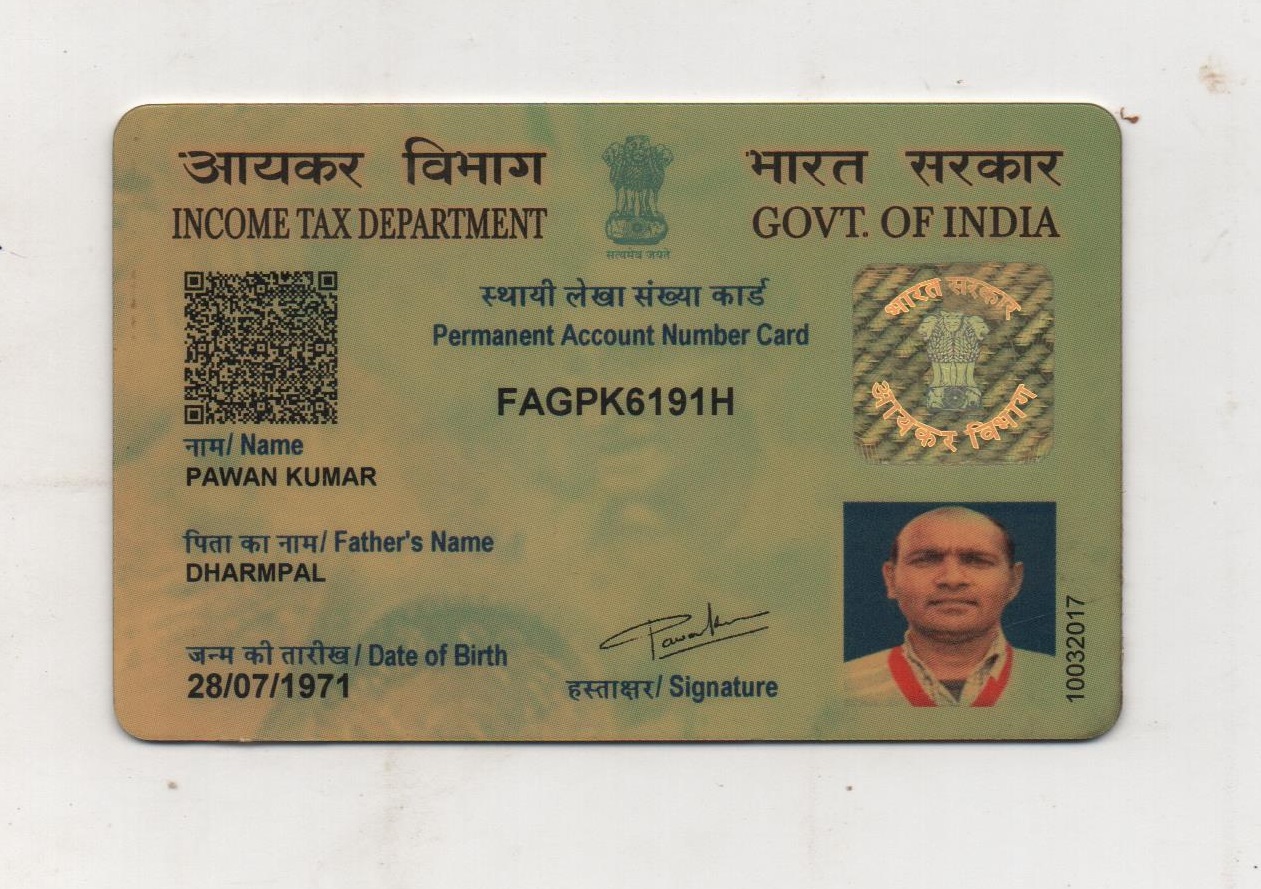 आयकर विभाग
INCOME TAX DEPARTMENT
सत्यमेव जयते
भारत सरकार
GOVT. OF INDIA
स्थायी लेखा संख्या कार्ड
Permanent Account Number Card
FAGPK6191H
भारत सरकार
आयकर विभाग
नाम/ Name
PAWAN KUMAR
पिता का नाम/ Father's Name
DHARMPAL
जन्म की तारीख/ Date of Birth
28/07/1971
Pawankum
हस्ताक्षर/ Signature
10032017